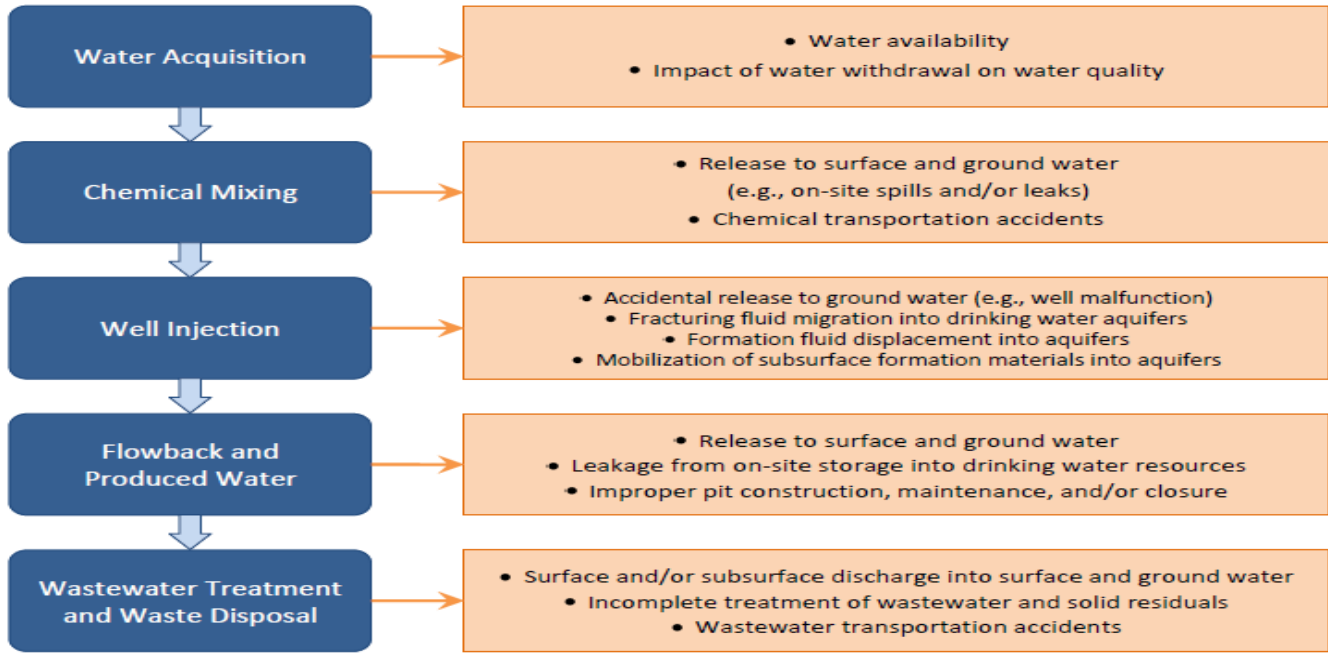 Water Acquisition
• Water availability
• Impact of water withdrawal on water quality
Chemical Mixing
• Release to surface and ground water
(e.g., on-site spills and/or leaks)
• Chemical transportation accidents
Well Injection
• Accidental release to ground water (e.g., well malfunction)
• Fracturing fluid migration into drinking water aquifers
• Formation fluid displacement into aquifers
• Mobilization of subsurface formation materials into aquifers
Flowback and
Produced Water
• Release to surface and ground water
• Leakage from on-site storage into drinking water resources
• Improper pit construction, maintenance, and/or closure
Wastewater Treatment
and Waste Disposal
• Surface and/or subsurface discharge into surface and ground water
• Incomplete treatment of wastewater and solid residuals
• Wastewater transportation accidents